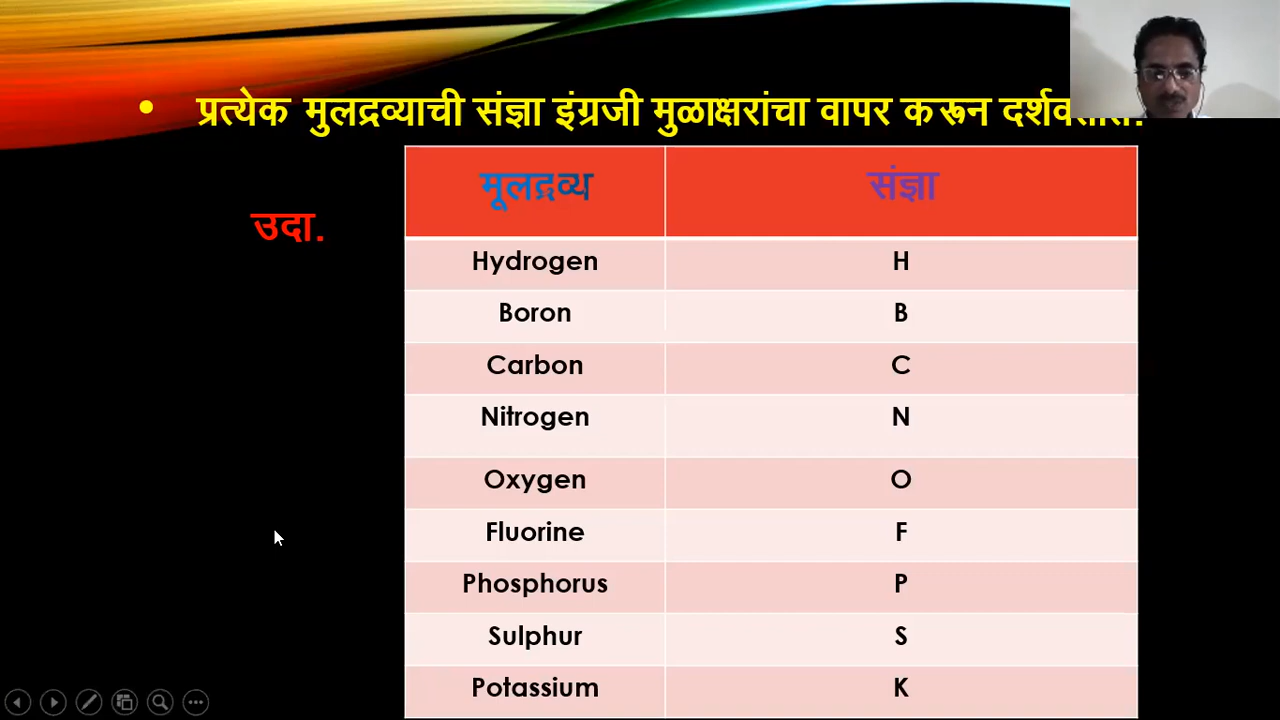 • प्रत्येक मुलद्रव्याची संज्ञा इंग्रजी मुळाक्षरांचा वापर करून
उदा.
मूलद्रव्य संज्ञा
Hydrogen H
Boron B
Carbon C
Nitrogen N
Oxygen O
Fluorine F
Phosphorus P
Sulphur S
Potassium K